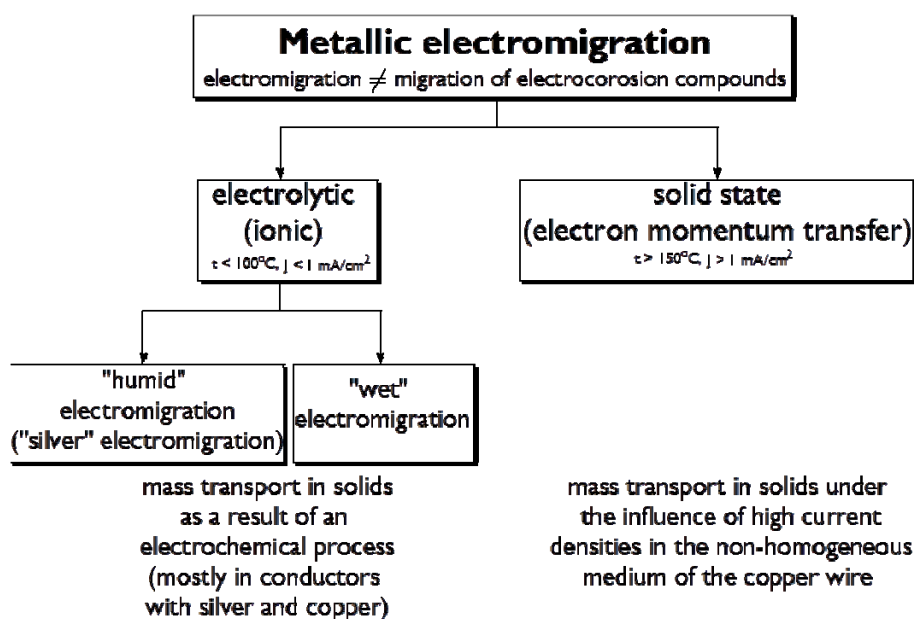 Metallic electromigration
electromigration ≠ migration of electrocorosion compounds
electrolytic
(ionic)
t < 100°C, J < 1 mA/cm²
solid state
(electron momentum transfer)
t > 150°C, J > 1 mA/cm²
"humid"
electromigration
("silver" electromigration)
"wet"
electromigration
mass transport in solids
as a result of an
electrochemical process
(mostly in conductors
with silver and copper)
mass transport in solids under
the influence of high current
densities in the non-homogeneous
medium of the copper wire